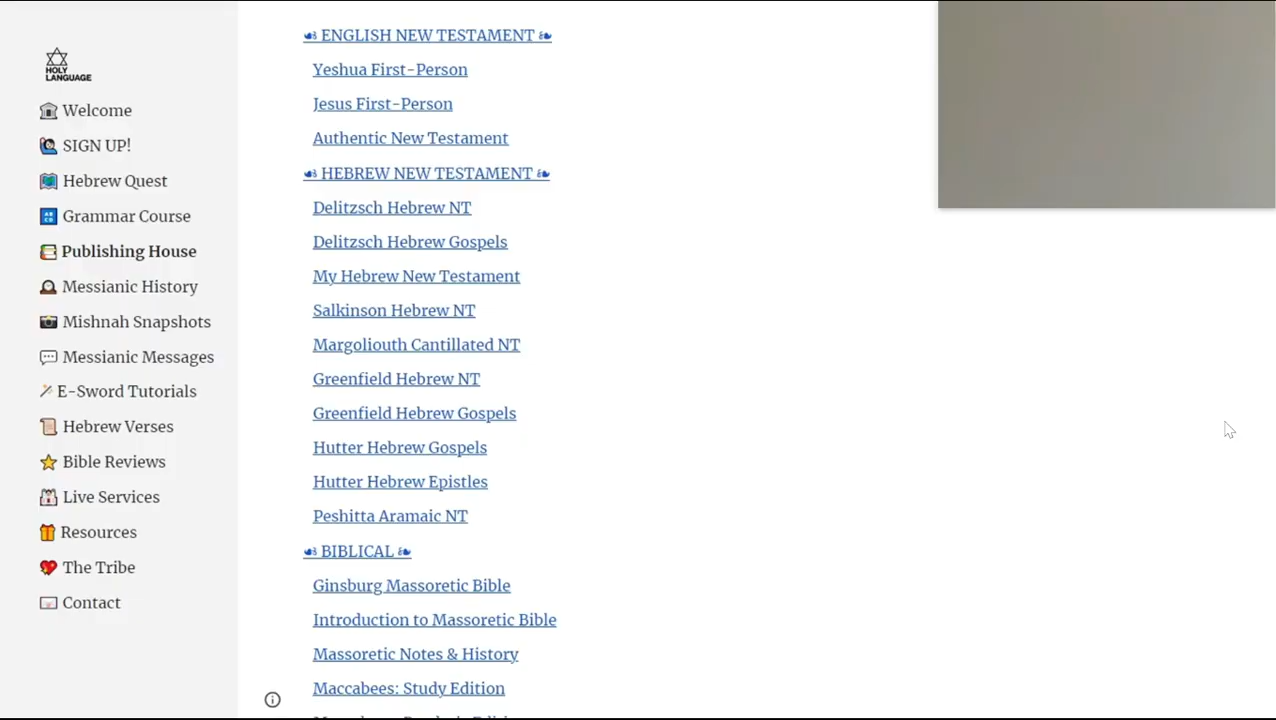 HOLY
LANGUAGE
Welcome
SIGN UP!
Hebrew Quest
Grammar Course
Publishing House
Messianic History
Mishnah Snapshots
Messianic Messages
E-Sword Tutorials
Hebrew Verses
Bible Reviews
Live Services
Resources
The Tribe
Contact
☙ ENGLISH NEW TESTAMENT ❧
Yeshua First-Person
Jesus First-Person
Authentic New Testament
☙ HEBREW NEW TESTAMENT ❧
Delitzsch Hebrew NT
Delitzsch Hebrew Gospels
My Hebrew New Testament
Salkinson Hebrew NT
Margoliouth Cantillated NT
Greenfield Hebrew NT
Greenfield Hebrew Gospels
Hutter Hebrew Gospels
Hutter Hebrew Epistles
Peshitta Aramaic NT
☙ BIBLICAL ❧
Ginsburg Massoretic Bible
Introduction to Massoretic Bible
Massoretic Notes & History
Maccabees: Study Edition